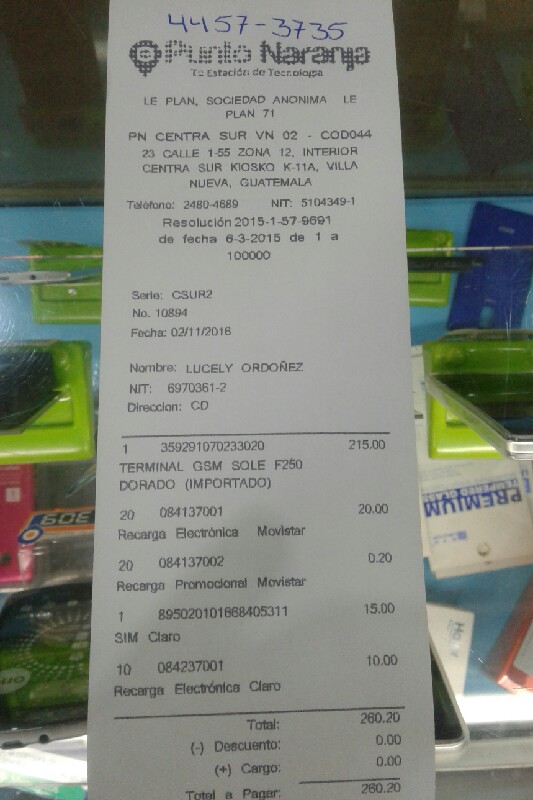 4457-3735
Punto Naranja
Tu Estación de Tecnología
LE PLAN, SOCIEDAD ANONIMA LE
PLAN 71
PN CENTRA SUR VN 02 - COD044
23 CALLE 1-55 ZONA 12, INTERIOR
CENTRA SUR KIOSKO K-11A, VILLA
NUEVA, GUATEMALA
Teléfono: 2480-4689 NIT: 5104349-1
Resolución 2015-1-57-9691
de fecha 6-3-2015 de 1 a
100000
Serie: CSUR2
No. 10894
Fecha: 02/11/2016
Nombre: LUCELY ORDOÑEZ
NIT: 6970361-2
Direccion: CD
1 359291070233020 215.00
TERMINAL GSM SOLE F250
DORADO (IMPORTADO)
20 084137001 20.00
Recarga Electrónica Movistar
20 084137002 0.20
Recarga Promocional Movistar
1 895020101668405311 15.00
SIM Claro
10 084237001 10.00
Recarga Electrónica Claro
Total: 260.20
(-) Descuento: 0.00
(+) Cargo: 0.00
Total a Pagar: 260.20
PREMIUM